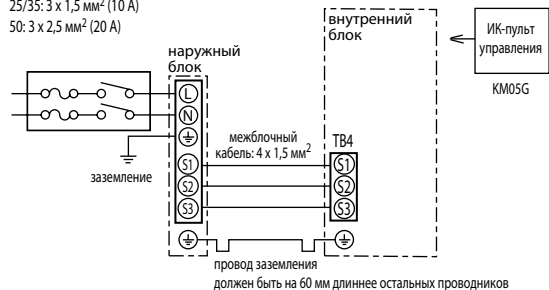 25/35: 3 x 1,5 мм² (10 А)
50: 3 x 2,5 мм² (20 А)
наружный
блок
внутренний
блок
ИК-пульт
управления
KM05G
L
N
заземление
межблочный
кабель: 4 x 1,5 мм²
TB4
S1
S2
S3
S1
S2
S3
провод заземления
должен быть на 60 мм длиннее остальных проводников